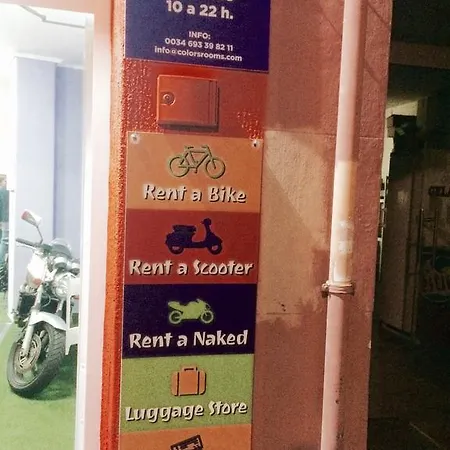 10 a 22 h.
INFO:
0034 693 39 82 11
info@colorsrooms.com
Rent a Bike
Rent a Scooter
Rent a Naked
Luggage Store